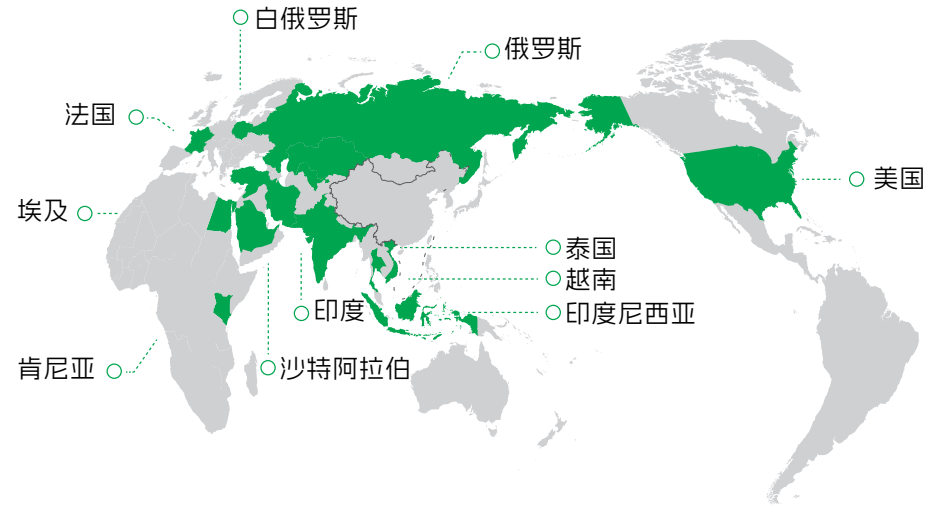 白俄罗斯
俄罗斯
法国
美国
埃及
泰国
越南
印度
印度尼西亚
肯尼亚
沙特阿拉伯